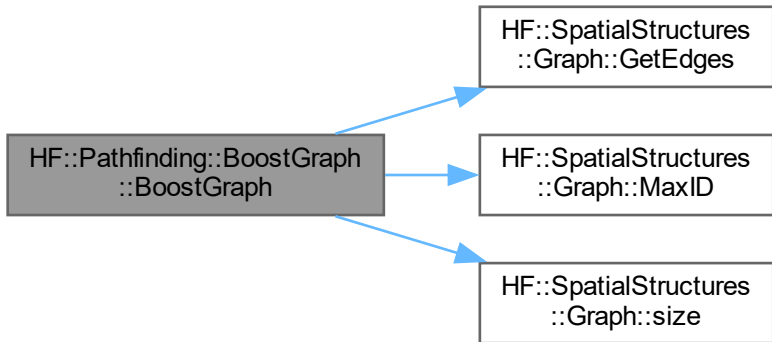 HF::SpatialStructures
::Graph::GetEdges
HF::Pathfinding::BoostGraph
::BoostGraph
HF::SpatialStructures
::Graph::MaxID
HF::SpatialStructures
::Graph::size